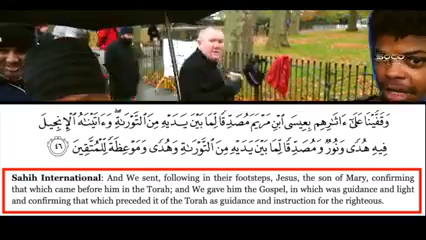 SOCO
وَقَفَّيْنَا عَلَىٰٓ ءَاثَٰرِهِم بِعِيسَى ٱبْنِ مَرْيَمَ مُصَدِّقًا لِّمَا بَيْنَ يَدَيْهِ مِنَ ٱلتَّوْرَىٰةِ ۖ وَءَاتَيْنَٰهُ ٱلْإِنجِيلَ
فِيهِ هُدًى وَنُورٌ وَمُصَدِّقًا لِّمَا بَيْنَ يَدَيْهِ مِنَ ٱلتَّوْرَىٰةِ وَهُدًى وَمَوْعِظَةً لِّلْمُتَّقِينَ ٤٦
Sahih International: And We sent, following in their footsteps, Jesus, the son of Mary, confirming
that which came before him in the Torah; and We gave him the Gospel, in which was guidance and light
and confirming that which preceded it of the Torah as guidance and instruction for the righteous.